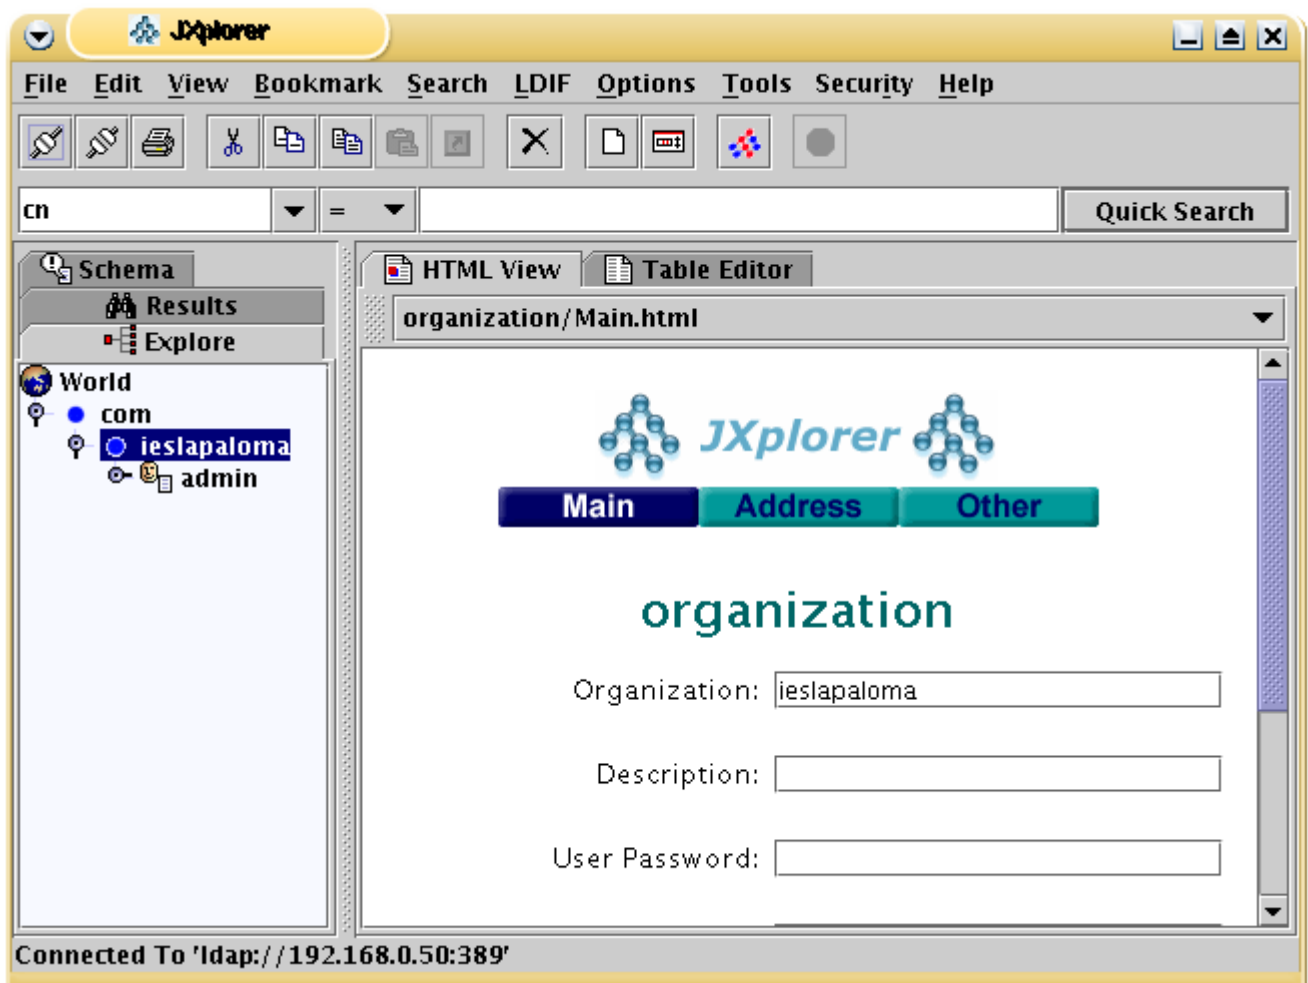 JXplorer
File Edit View Bookmark Search LDIF Options Tools Security Help
cn = Quick Search
Schema
Results
Explore
World
com
ieslapaloma
admin
HTML View Table Editor
organization/Main.html
JXplorer
Main Address Other
organization
Organization: ieslapaloma
Description:
User Password:
Connected To 'ldap://192.168.0.50:389'